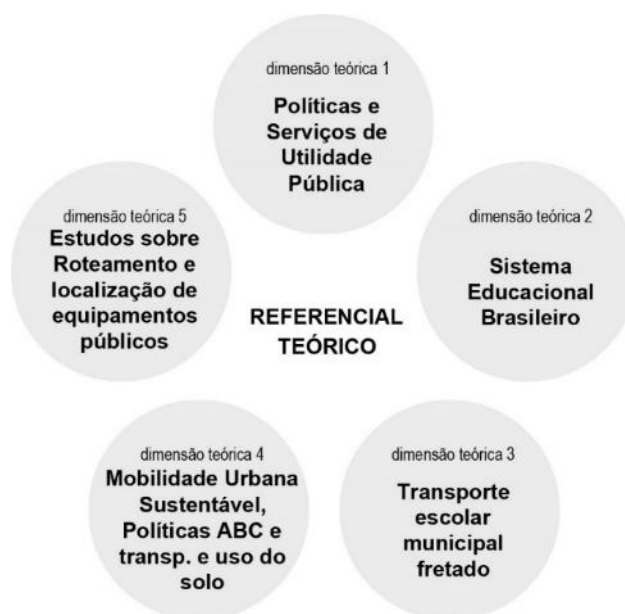 dimensão teórica 1
Políticas e
Serviços de
Utilidade
Pública
dimensão teórica 2
Sistema
Educacional
Brasileiro
dimensão teórica 3
Transporte
escolar
municipal
fretado
dimensão teórica 4
Mobilidade Urbana
Sustentável,
Políticas ABC e
transp. e uso do
solo
dimensão teórica 5
Estudos sobre
Roteamento e
localização de
equipamentos
públicos
REFERENCIAL
TEÓRICO